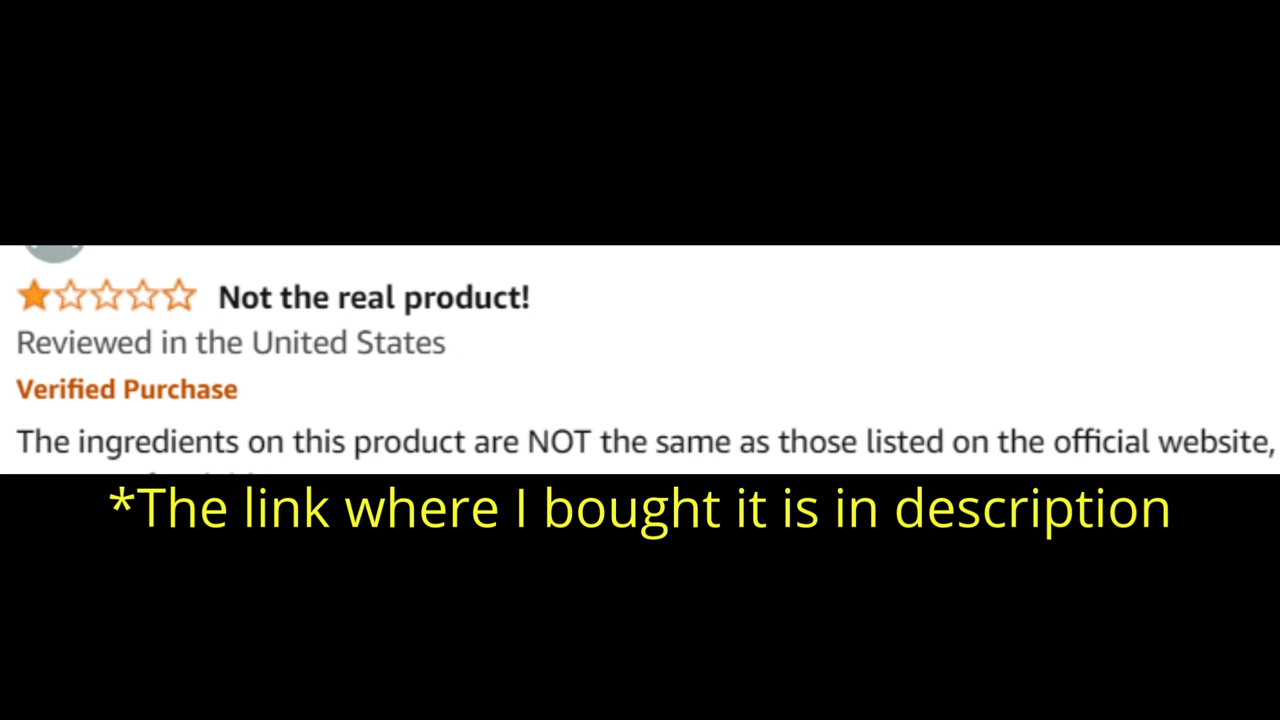 Not the real product!
Reviewed in the United States
Verified Purchase
The ingredients on this product are NOT the same as those listed on the official website,
*The link where I bought it is in description